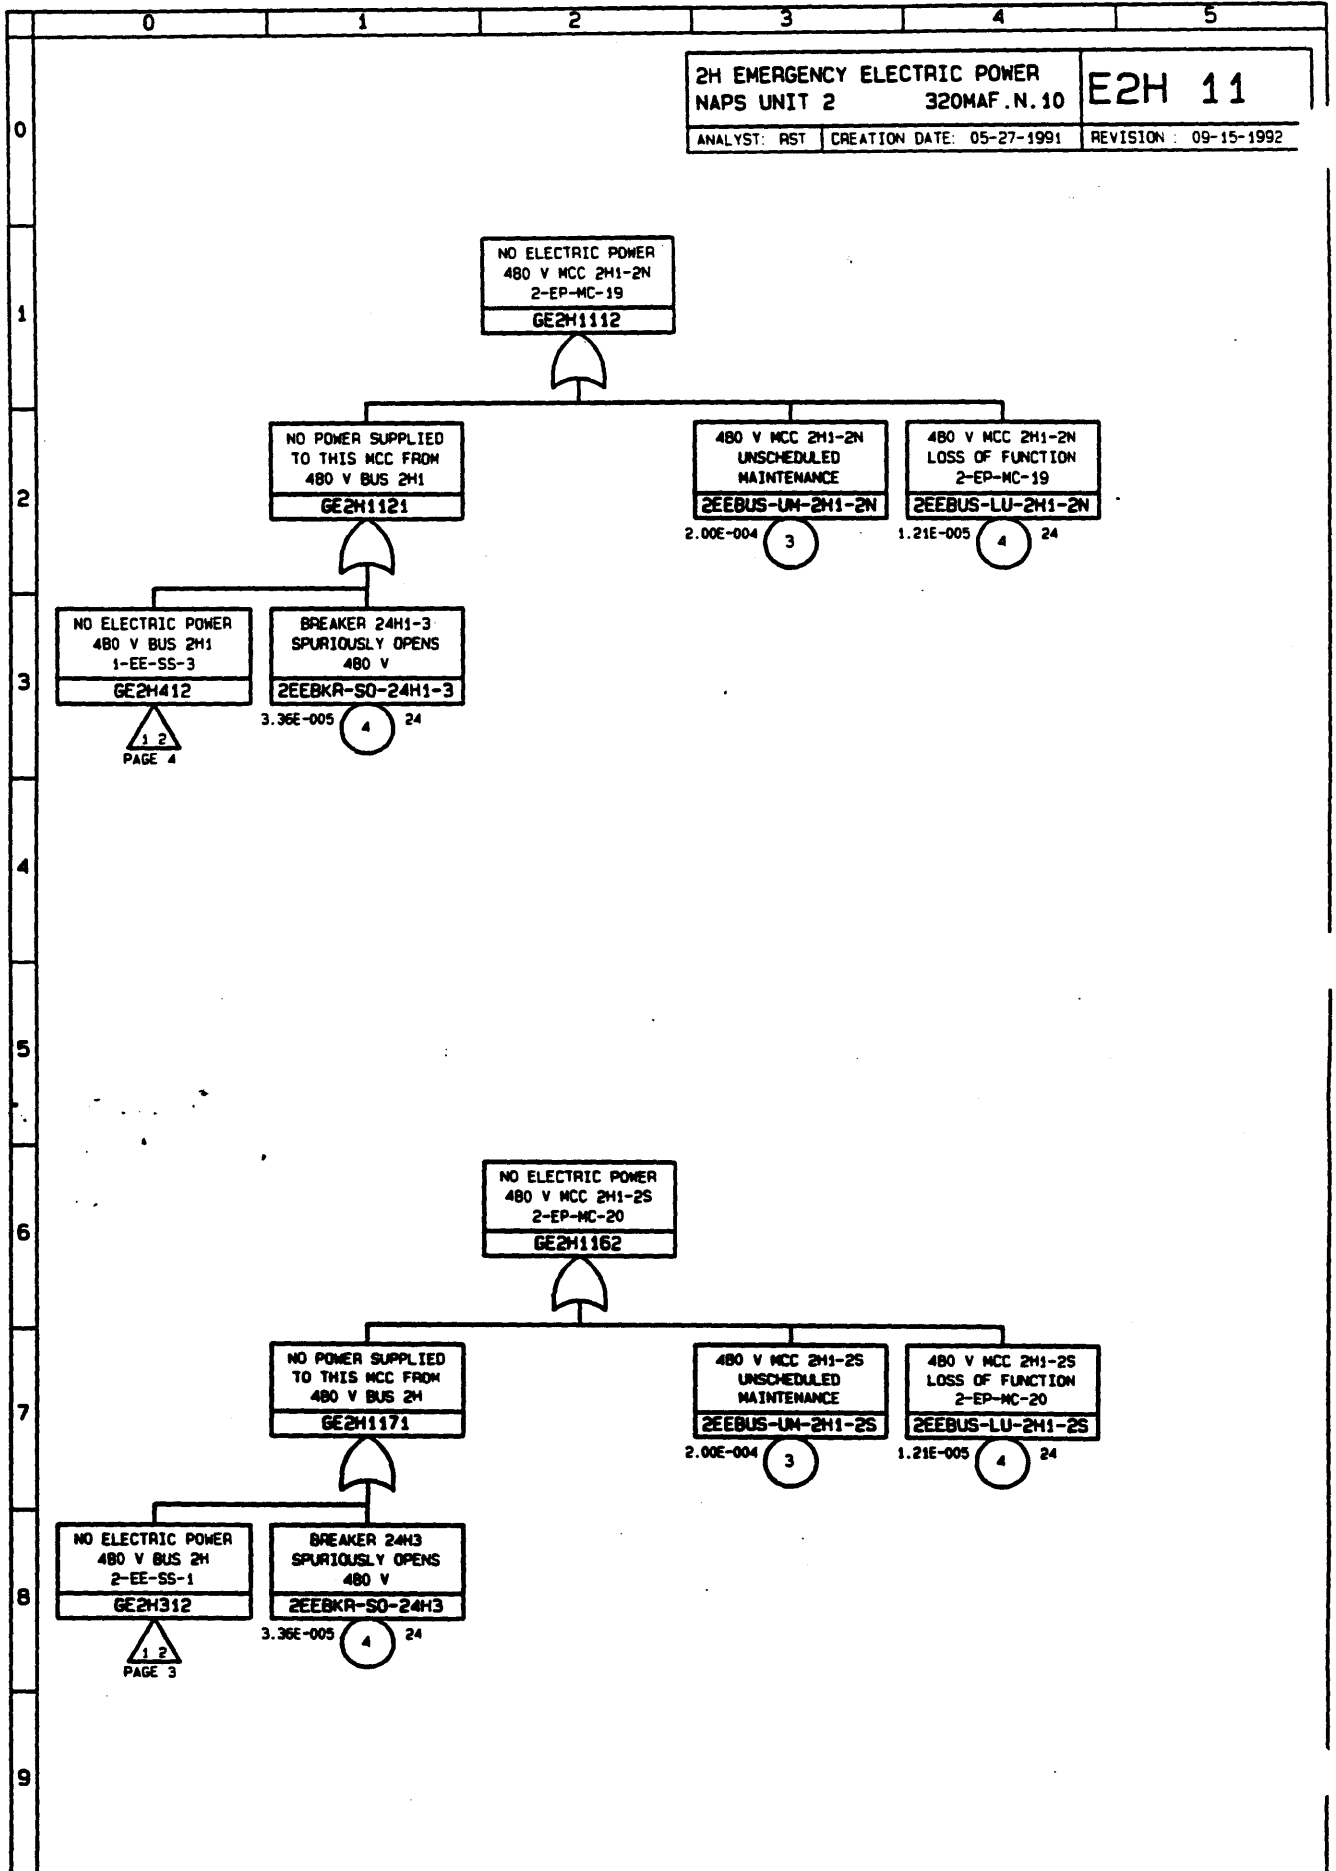 0 1 2 3 4 5
2H EMERGENCY ELECTRIC POWER
NAPS UNIT 2 320MAF.N.10
E2H 11
ANALYST: RST CREATION DATE: 05-27-1991 REVISION : 09-15-1992
0
NO ELECTRIC POWER
480 V MCC 2H1-2N
2-EP-MC-19
GE2H1112
1
NO POWER SUPPLIED
TO THIS MCC FROM
480 V BUS 2H1
GE2H1121
480 V MCC 2H1-2N
UNSCHEDULED
MAINTENANCE
2EEBUS-UM-2H1-2N
2.00E-004 3
480 V MCC 2H1-2N
LOSS OF FUNCTION
2-EP-MC-19
2EEBUS-LU-2H1-2N
1.21E-005 4 24
2
NO ELECTRIC POWER
480 V BUS 2H1
1-EE-SS-3
GE2H412
1 2
PAGE 4
BREAKER 24H1-3
SPURIOUSLY OPENS
480 V
2EEBKR-SO-24H1-3
3.36E-005 4 24
3
4
5
NO ELECTRIC POWER
480 V MCC 2H1-2S
2-EP-MC-20
GE2H1162
6
NO POWER SUPPLIED
TO THIS MCC FROM
480 V BUS 2H
GE2H1171
480 V MCC 2H1-2S
UNSCHEDULED
MAINTENANCE
2EEBUS-UM-2H1-2S
2.00E-004 3
480 V MCC 2H1-2S
LOSS OF FUNCTION
2-EP-MC-20
2EEBUS-LU-2H1-2S
1.21E-005 4 24
7
NO ELECTRIC POWER
480 V BUS 2H
2-EE-SS-1
GE2H312
1 2
PAGE 3
BREAKER 24H3
SPURIOUSLY OPENS
480 V
2EEBKR-SO-24H3
3.36E-005 4 24
8
9